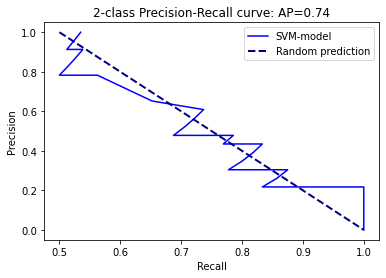 2-class Precision-Recall curve: AP=0.74
SVM-model
Random prediction
Precision
1.0
0.8
0.6
0.4
0.2
0.0
0.5 0.6 0.7 0.8 0.9 1.0
Recall